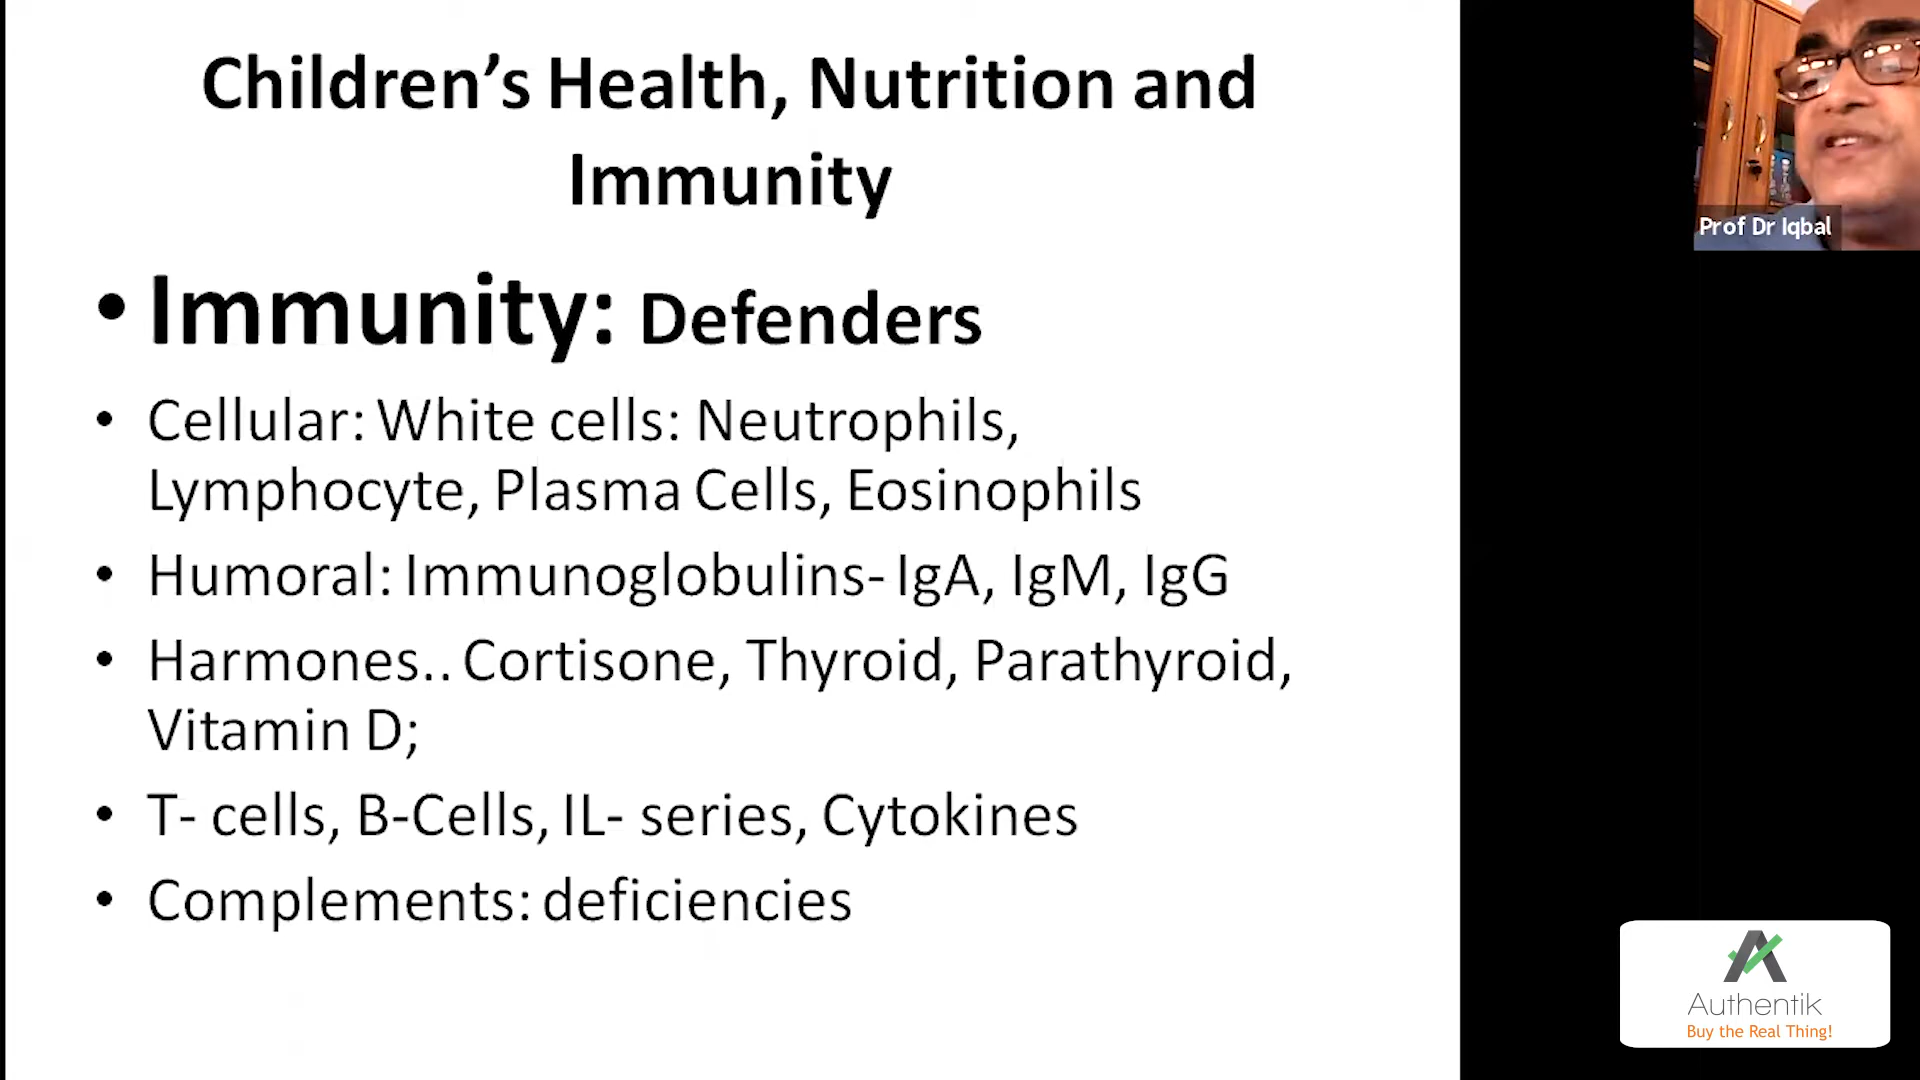 Children’s Health, Nutrition and
Immunity
• Immunity: Defenders
• Cellular: White cells: Neutrophils,
Lymphocyte, Plasma Cells, Eosinophils
• Humoral: Immunoglobulins- IgA, IgM, IgG
• Harmones.. Cortisone, Thyroid, Parathyroid,
Vitamin D;
• T- cells, B-Cells, IL- series, Cytokines
• Complements: deficiencies
Prof Dr Iqbal
Authentik
Buy the Real Thing!